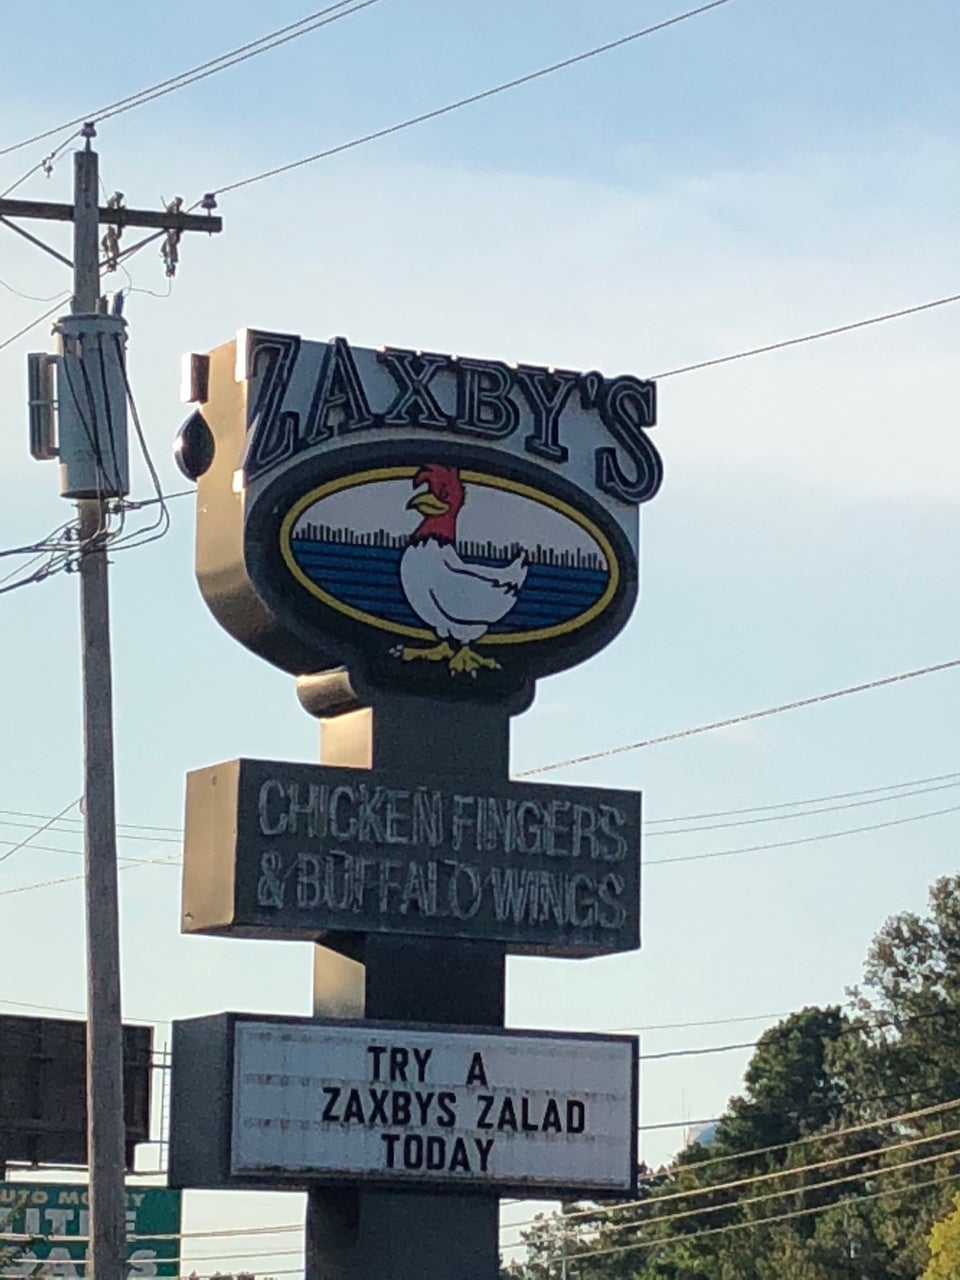 ZAXBY'S
CHICKEN FINGERS
& BUFFALO WINGS
TRY A
ZAXBYS ZALAD
TODAY